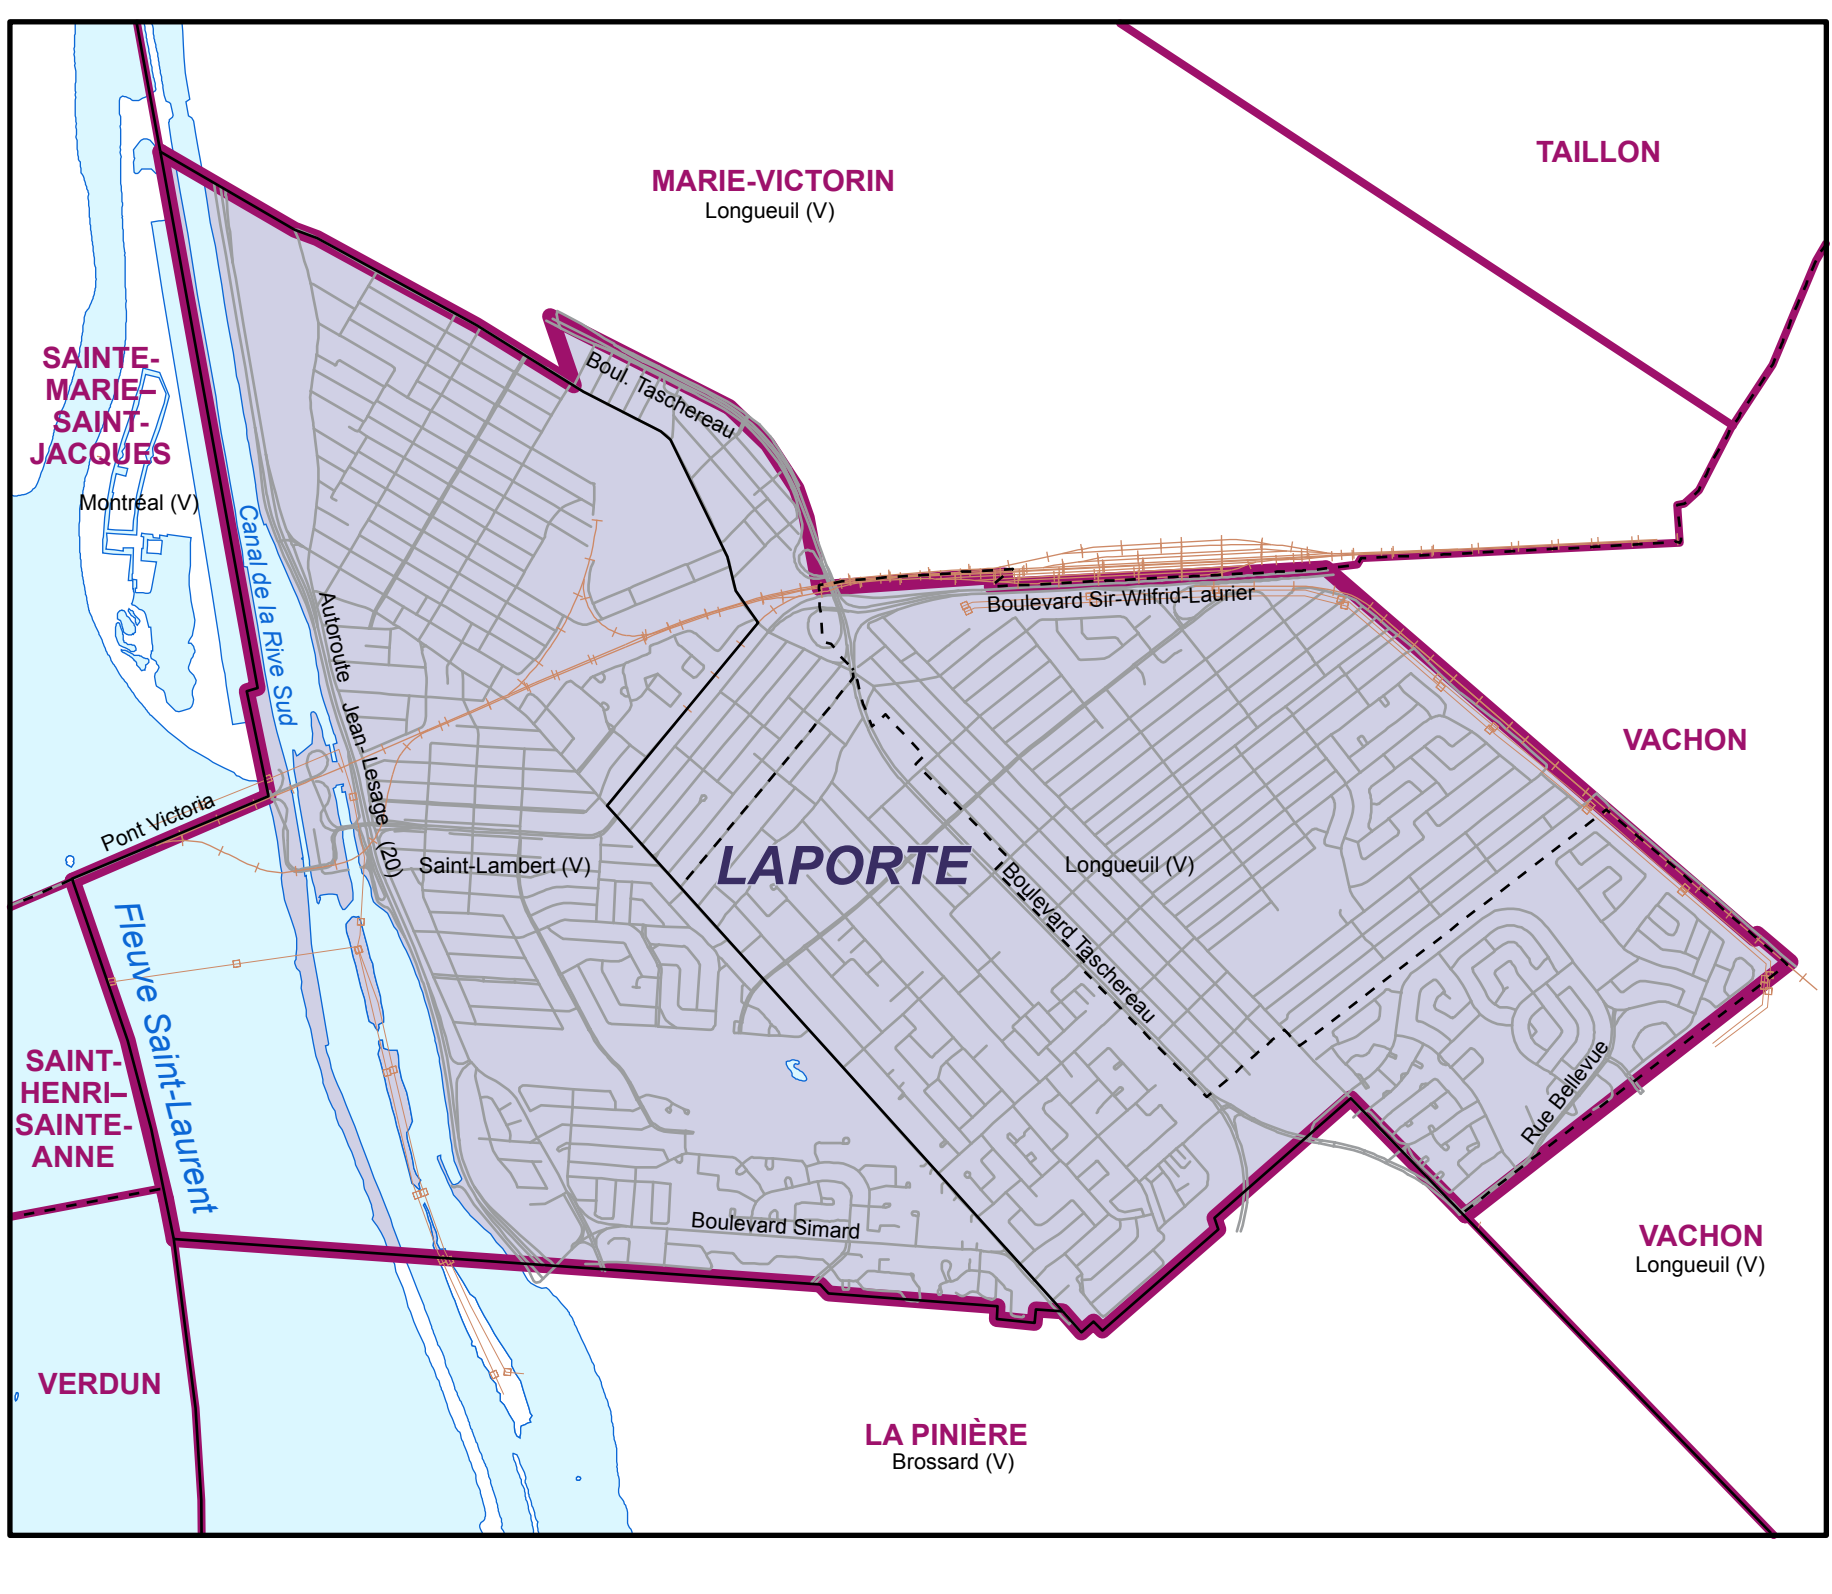 TAILLON
MARIE-VICTORIN
Longueuil (V)
SAINTE-
MARIE–
SAINT-
JACQUES
Montréal (V)
Boul. Taschereau
Canal de la Rive Sud
Autoroute Jean-Lesage (20)
Boulevard Sir-Wilfrid-Laurier
VACHON
Pont Victoria
Saint-Lambert (V)
LAPORTE
Longueuil (V)
Boulevard Taschereau
Fleuve Saint-Laurent
SAINT-
HENRI–
SAINTE-
ANNE
Rue Bellevue
Boulevard Simard
VACHON
Longueuil (V)
VERDUN
LA PINIÈRE
Brossard (V)